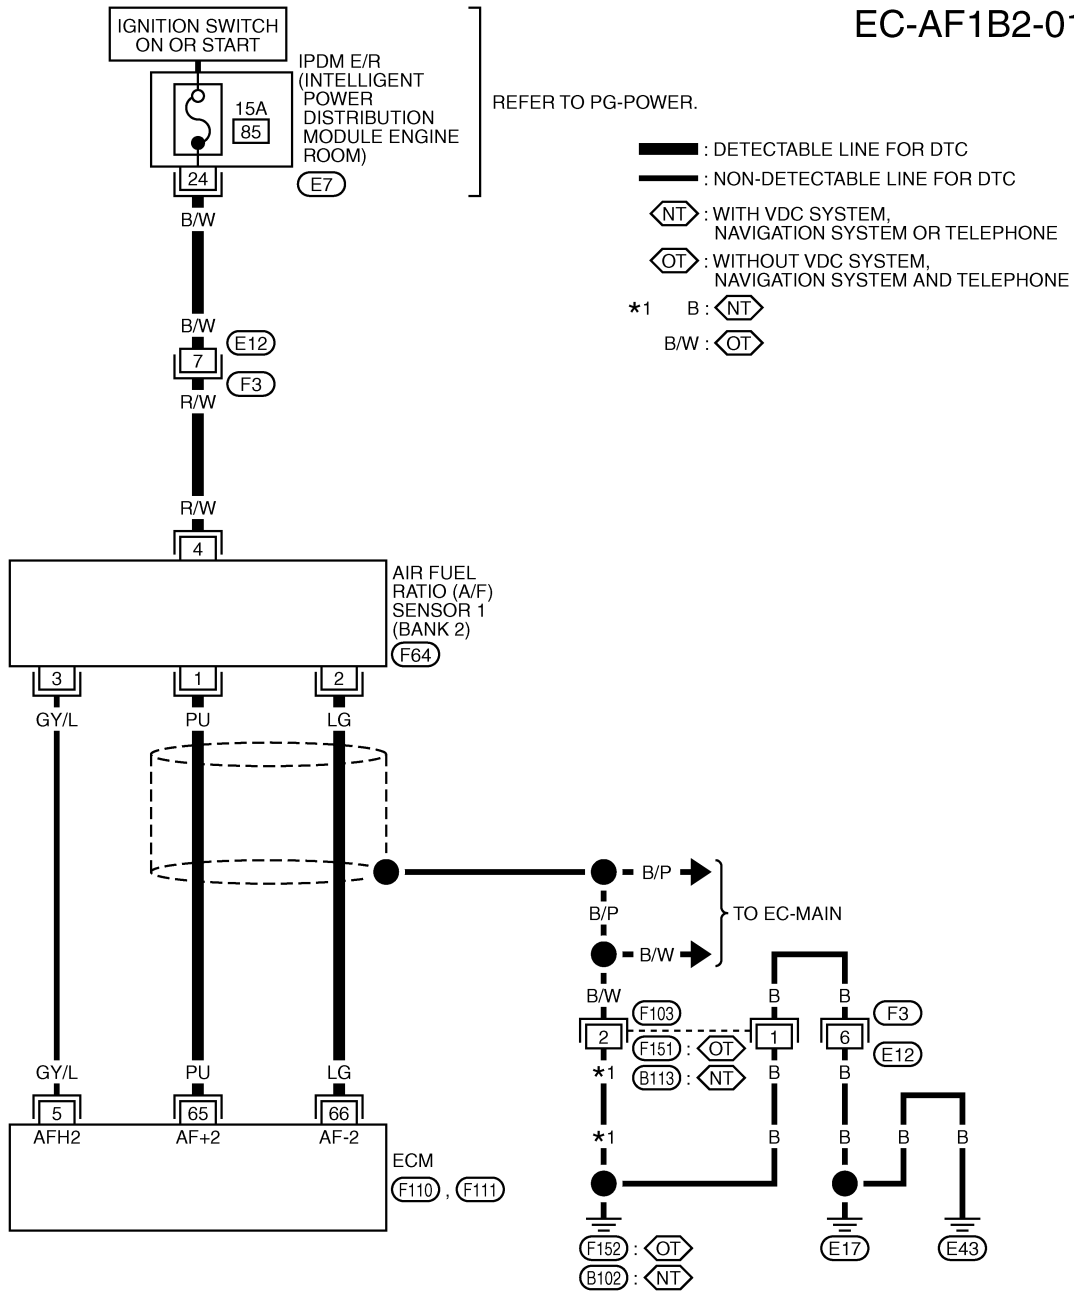 EC-AF1B2-01
IGNITION SWITCH
ON OR START
IPDM E/R
(INTELLIGENT
POWER
DISTRIBUTION
MODULE ENGINE
ROOM)
E7
15A
85
24
REFER TO PG-POWER.
: DETECTABLE LINE FOR DTC
: NON-DETECTABLE LINE FOR DTC
NT : WITH VDC SYSTEM,
NAVIGATION SYSTEM OR TELEPHONE
OT : WITHOUT VDC SYSTEM,
NAVIGATION SYSTEM AND TELEPHONE
*1 B : NT
B/W : OT
B/W
B/W
E12
7
F3
R/W
R/W
4
AIR FUEL
RATIO (A/F)
SENSOR 1
(BANK 2)
F64
3 1 2
GY/L PU LG
B/P
B/P
TO EC-MAIN
B/W
B/W B B
F103 F3
2 1 6
F151 : OT
E12
B113 : NT
GY/L PU LG
*1 B B
5 65 66
AFH2 AF+2 AF-2
*1 B B B B
ECM
F110 , F111
F152 : OT E17 E43
B102 : NT